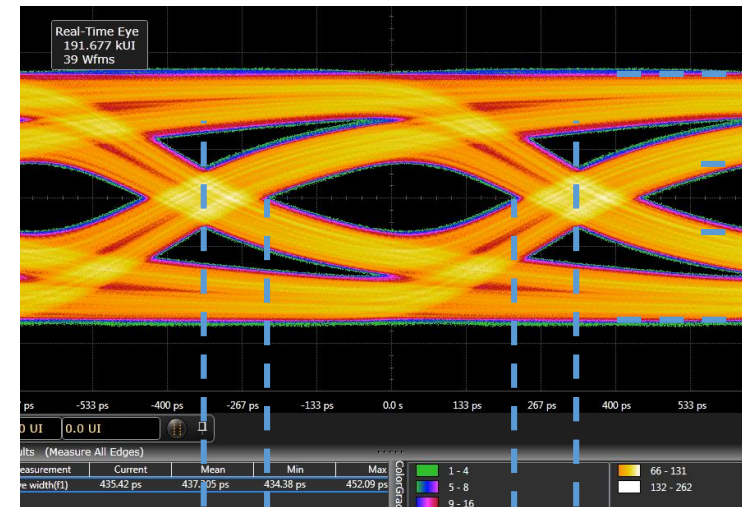 Real-Time Eye
191.677 kUI
39 Wfms
ps -533 ps -400 ps -267 ps -133 ps 0.0 s 133 ps 267 ps 400 ps 533 ps
0 UI 0.0 UI
ults (Measure All Edges)
easurement Current Mean Min Max
ye width(f1) 435.42 ps 434.38 ps 452.09 ps
ColorGrad
1 - 4
5 - 8
9 - 16
66 - 131
132 - 262